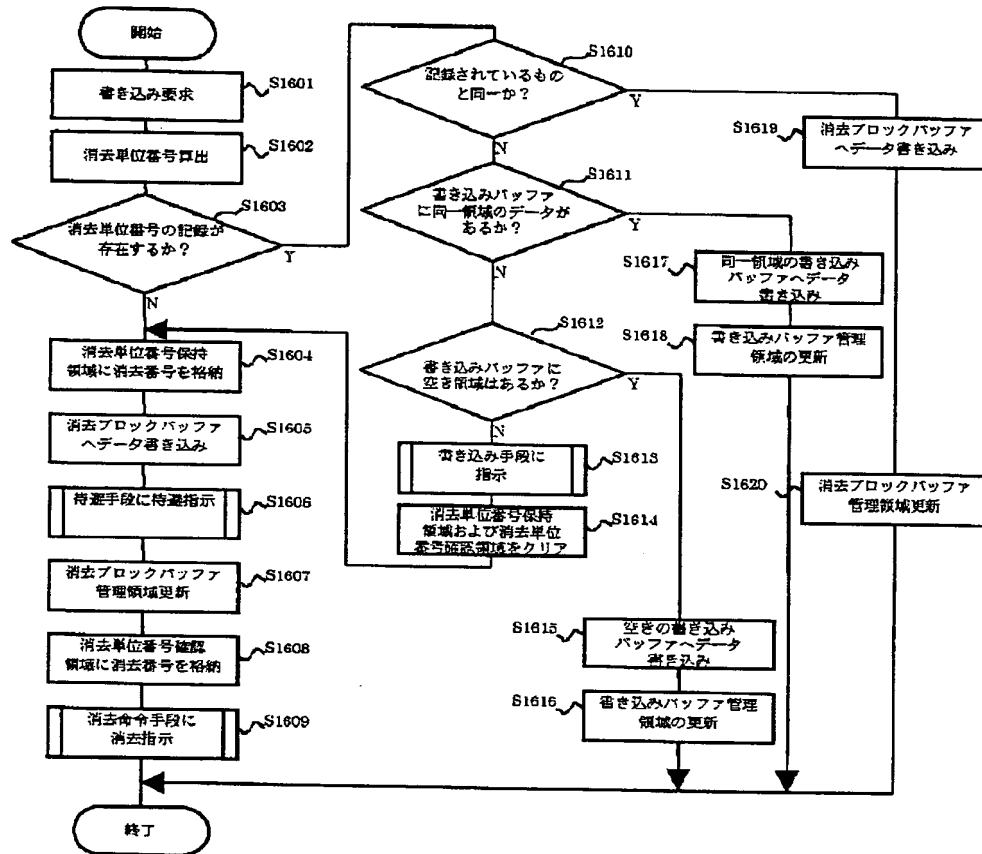 開始
書き込み要求
S1601
消去単位番号算出
S1602
消去単位番号の記録が
存在するか?
S1603
Y
N
消去単位番号保持
領域に消去番号を格納
S1604
消去ブロックバッファ
へデータ書き込み
S1605
待避手段に待避指示
S1606
消去ブロックバッファ
管理領域更新
S1607
消去単位番号確認
領域に消去番号を格納
S1608
消去命令手段に
消去指示
S1609
終了
記録されているもの
と同一か?
S1610
Y
N
書き込みバッファ
に同一領域のデータが
あるか?
S1611
Y
N
書き込みバッファに
空き領域はあるか?
S1612
Y
N
書き込み手段に
指示
S1613
消去単位番号保持
領域および消去単位
番号確認領域をクリア
S1614
S1615
空きの書き込み
バッファへデータ
書き込み
S1616
書き込みバッファ管理
領域の更新
S1617
同一領域の書き込み
バッファへデータ
書き込み
S1618
書き込みバッファ管理
領域の更新
S1619
消去ブロックバッファ
へデータ書き込み
S1620
消去ブロックバッファ
管理領域更新